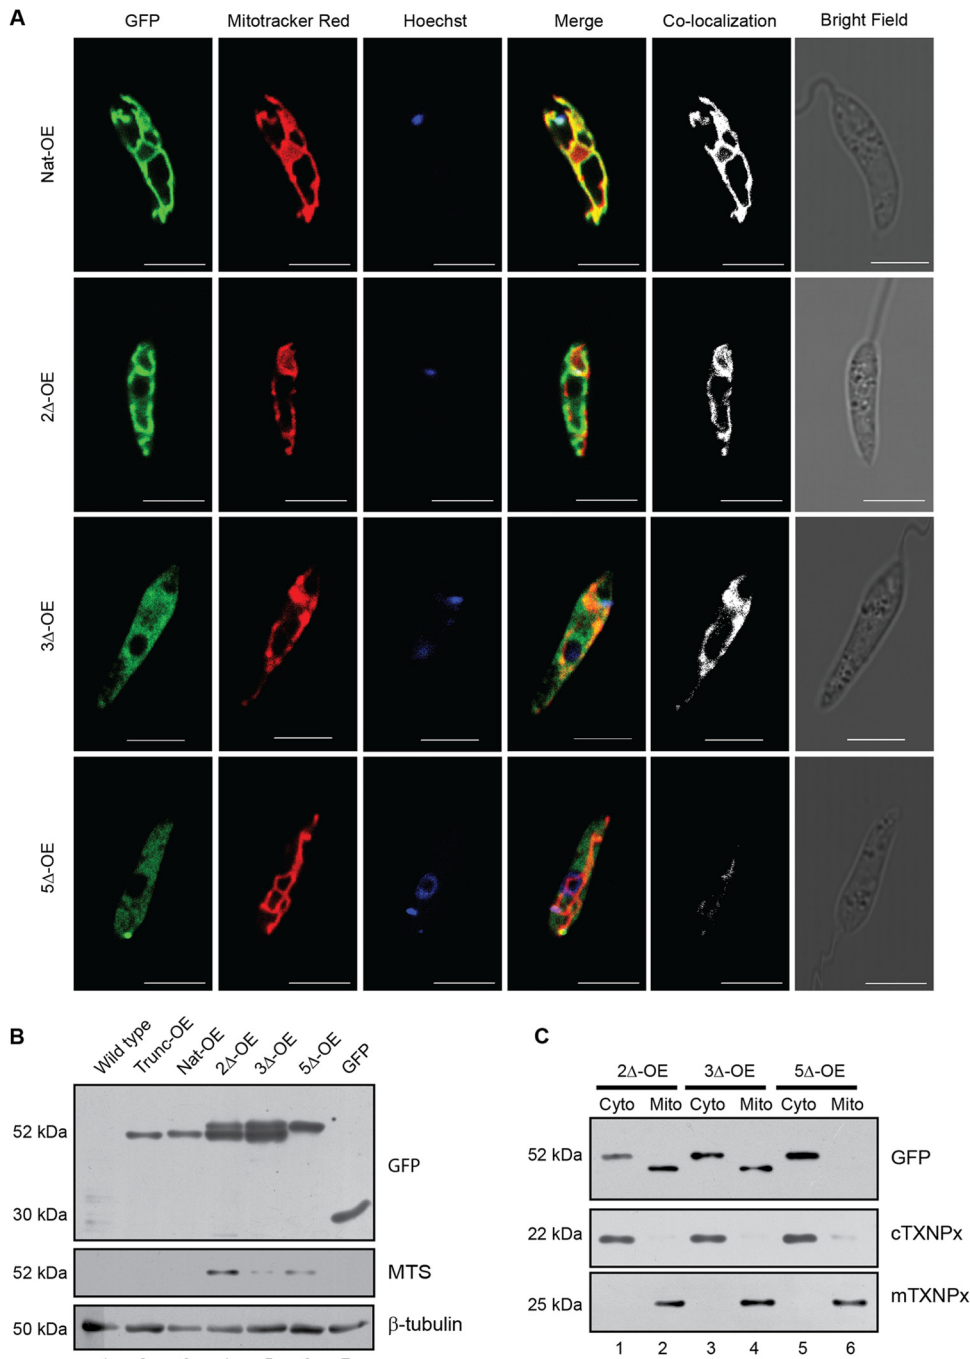 A
GFP Mitotracker Red Hoechst Merge Co-localization Bright Field
Nat-OE
2Δ-OE
3Δ-OE
5Δ-OE
B
Wild type Trunc-OE Nat-OE 2Δ-OE 3Δ-OE 5Δ-OE GFP
52 kDa
GFP
30 kDa
52 kDa MTS
50 kDa β-tubulin
C
2Δ-OE 3Δ-OE 5Δ-OE
Cyto Mito Cyto Mito Cyto Mito
52 kDa GFP
22 kDa cTXNPx
25 kDa mTXNPx
1 2 3 4 5 6